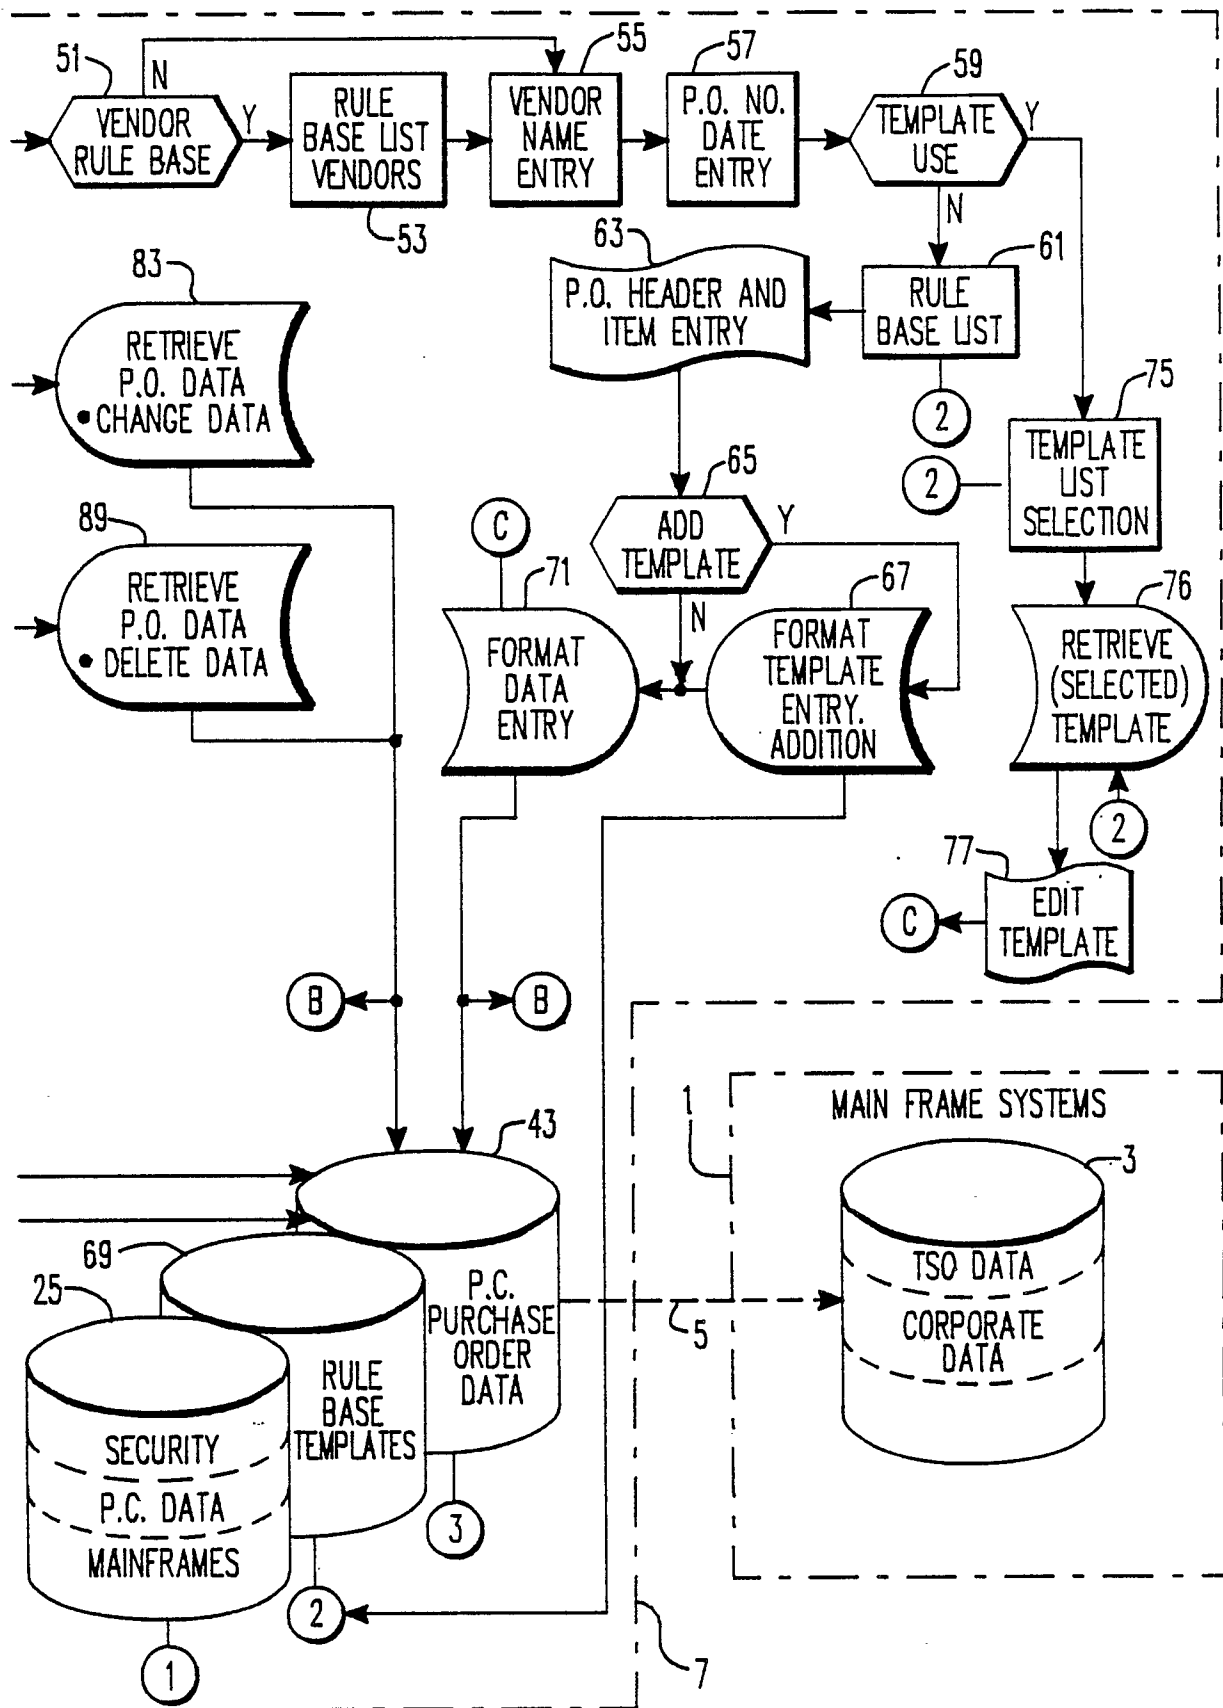 51
N
55
57
59
VENDOR
RULE BASE
Y
RULE
BASE LIST
VENDORS
VENDOR
NAME
ENTRY
P.O. NO.
DATE
ENTRY
TEMPLATE
USE
Y
53
N
63
61
83
P.O. HEADER AND
ITEM ENTRY
RULE
BASE LIST
RETRIEVE
P.O. DATA
• CHANGE DATA
2
75
TEMPLATE
LIST
SELECTION
2
65
C
ADD
TEMPLATE
Y
89
71
67
76
N
RETRIEVE
P.O. DATA
• DELETE DATA
FORMAT
DATA
ENTRY
FORMAT
TEMPLATE
ENTRY.
ADDITION
RETRIEVE
(SELECTED)
TEMPLATE
2
77
EDIT
TEMPLATE
C
B
B
1
MAIN FRAME SYSTEMS
43
3
69
25
TSO DATA
CORPORATE
DATA
5
P.C.
PURCHASE
ORDER
DATA
RULE
BASE
TEMPLATES
SECURITY
P.C. DATA
MAINFRAMES
3
2
1
7